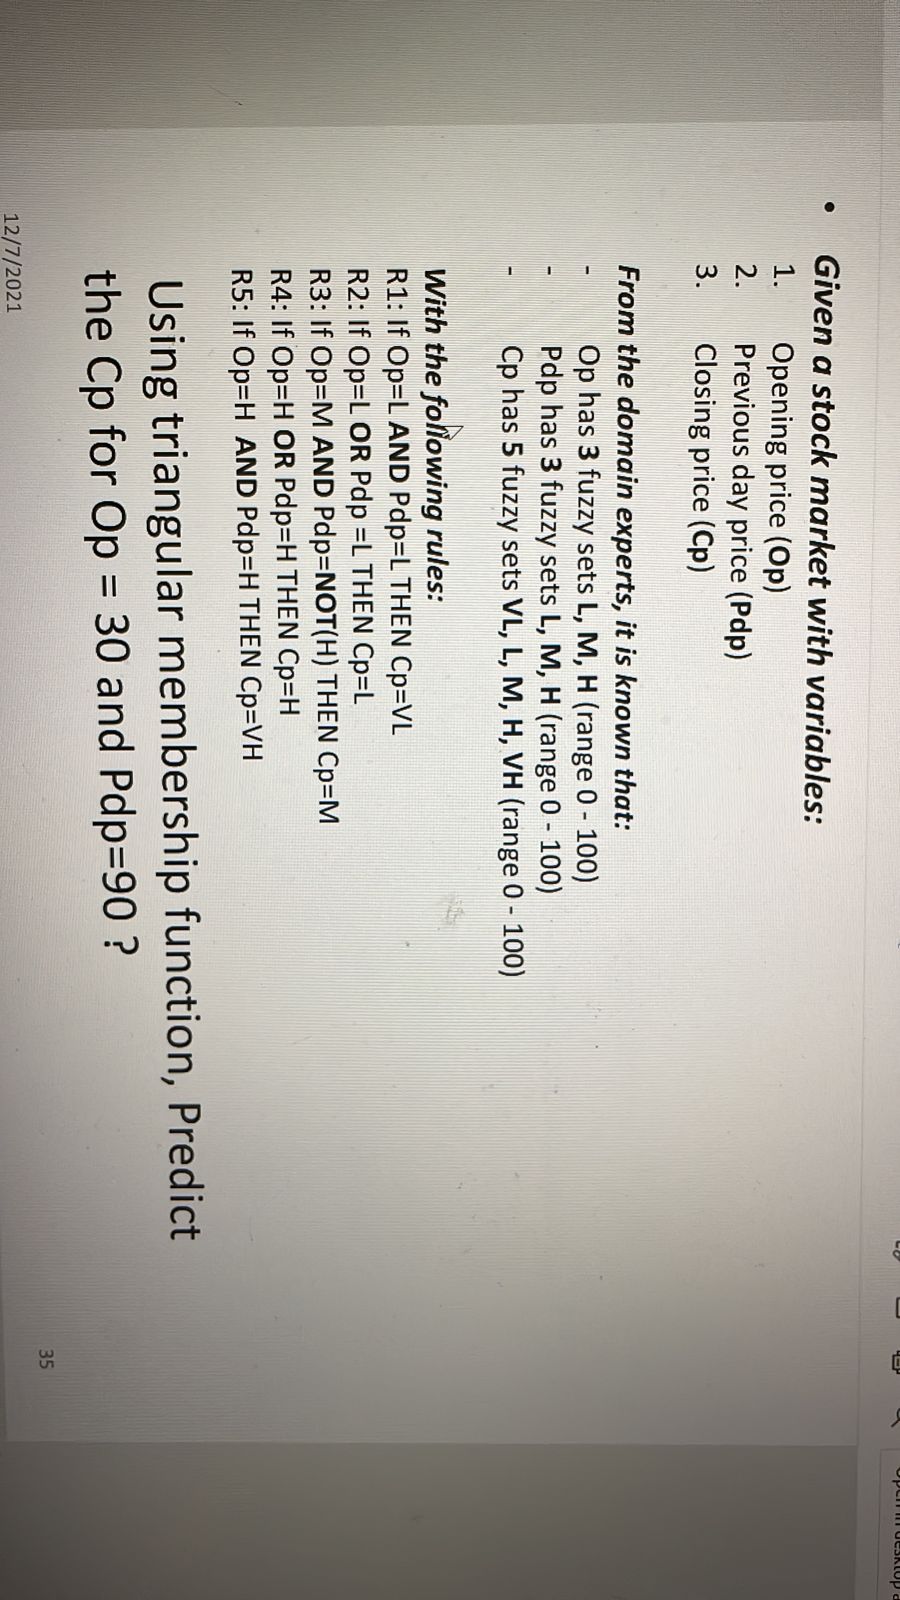 Open in desktop a
• Given a stock market with variables:
1. Opening price (Op)
2. Previous day price (Pdp)
3. Closing price (Cp)
From the domain experts, it is known that:
- Op has 3 fuzzy sets L, M, H (range 0 - 100)
- Pdp has 3 fuzzy sets L, M, H (range 0 - 100)
- Cp has 5 fuzzy sets VL, L, M, H, VH (range 0 - 100)
With the following rules:
R1: If Op=L AND Pdp=L THEN Cp=VL
R2: If Op=L OR Pdp =L THEN Cp=L
R3: If Op=M AND Pdp=NOT(H) THEN Cp=M
R4: If Op=H OR Pdp=H THEN Cp=H
R5: If Op=H AND Pdp=H THEN Cp=VH
Using triangular membership function, Predict
the Cp for Op = 30 and Pdp=90 ?
35
12/7/2021